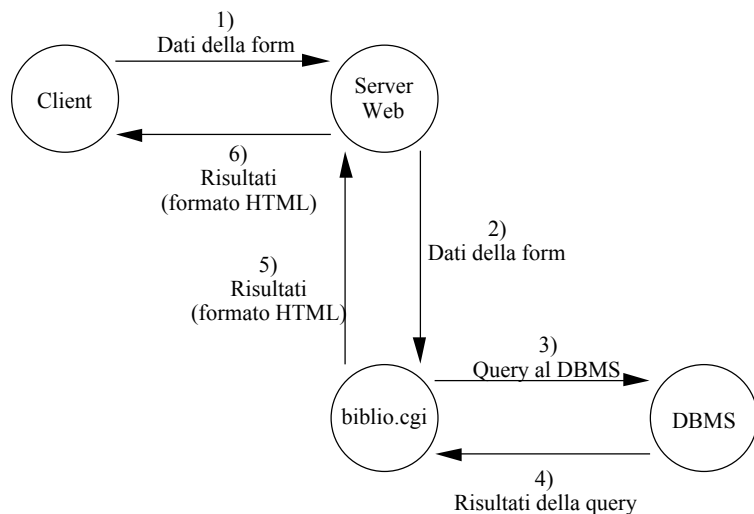 1)
Dati della form
Client
Server
Web
6)
Risultati
(formato HTML)
2)
Dati della form
5)
Risultati
(formato HTML)
3)
Query al DBMS
biblio.cgi
DBMS
4)
Risultati della query